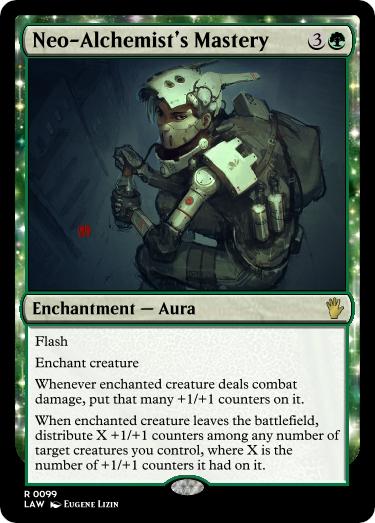 Neo-Alchemist's Mastery 3
Enchantment — Aura
Flash
Enchant creature
Whenever enchanted creature deals combat
damage, put that many +1/+1 counters on it.
When enchanted creature leaves the battlefield,
distribute X +1/+1 counters among any number of
target creatures you control, where X is the
number of +1/+1 counters it had on it.
R 0099
LAW Eugene Lizin